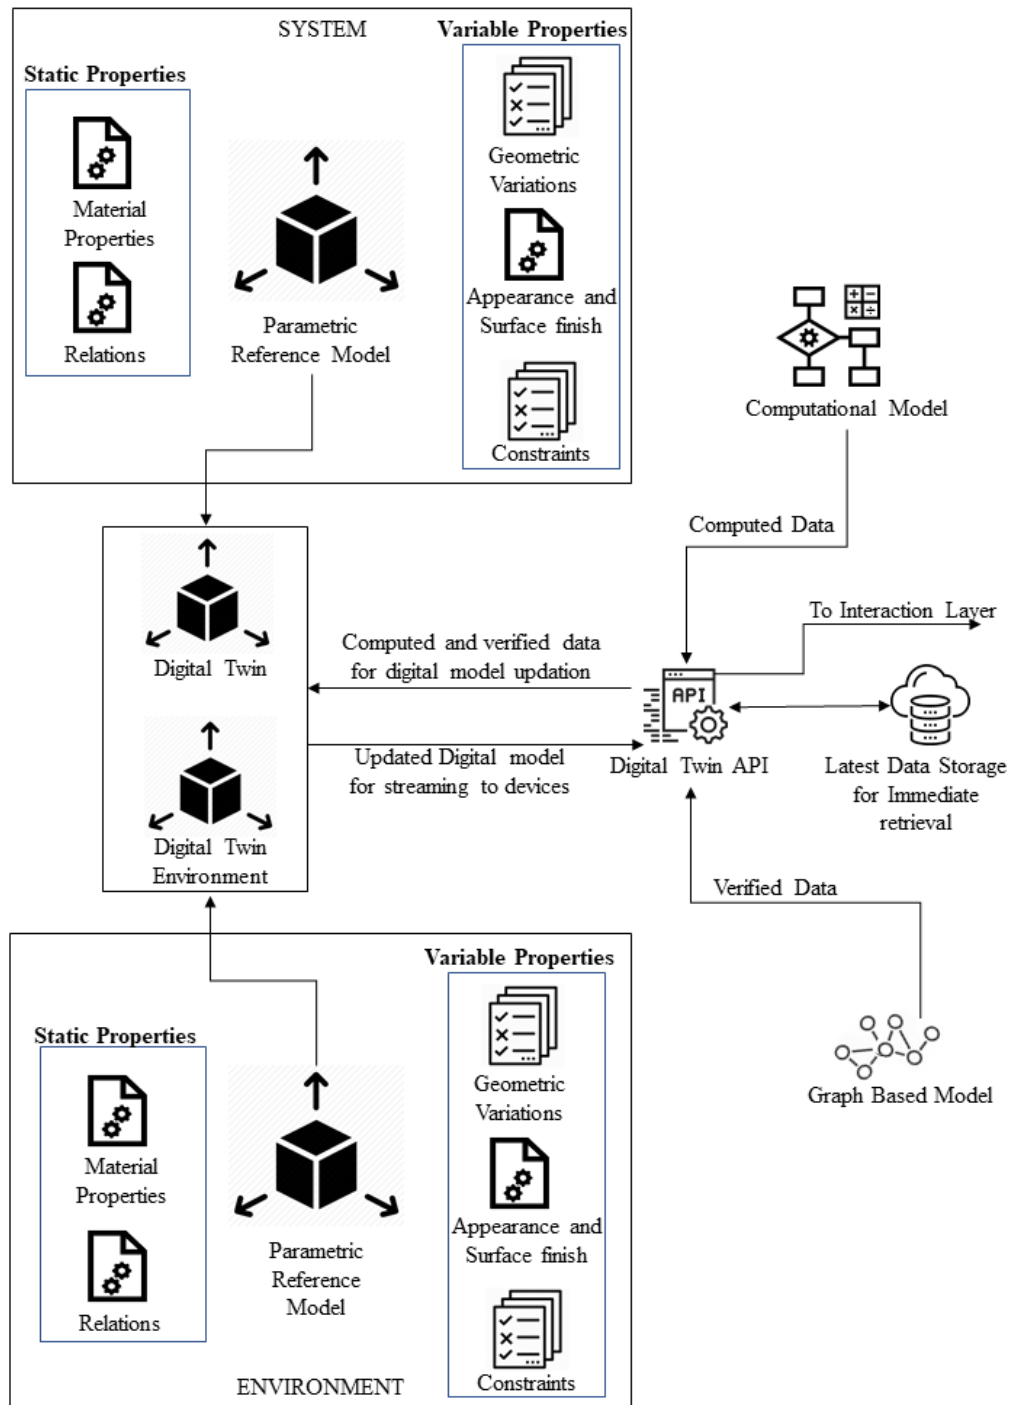 SYSTEM
Variable Properties
Static Properties
Material
Properties
Relations
Parametric
Reference Model
Geometric
Variations
Appearance and
Surface finish
Constraints
Computational Model
Computed Data
To Interaction Layer
Digital Twin
Computed and verified data
for digital model updation
API
Updated Digital model
for streaming to devices
Digital Twin API
Latest Data Storage
for Immediate
retrieval
Digital Twin
Environment
Verified Data
Graph Based Model
Variable Properties
Static Properties
Material
Properties
Relations
Parametric
Reference
Model
Geometric
Variations
Appearance and
Surface finish
Constraints
ENVIRONMENT